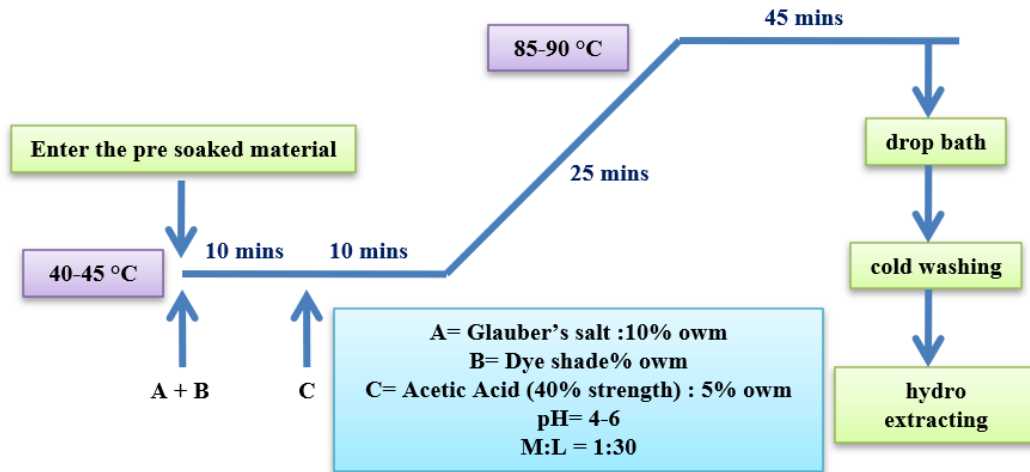 45 mins
85-90 °C
Enter the pre soaked material
drop bath
25 mins
10 mins
10 mins
40-45 °C
cold washing
A= Glauber’s salt :10% owm
B= Dye shade% owm
C= Acetic Acid (40% strength) : 5% owm
pH= 4-6
M:L = 1:30
A + B
C
hydro
extracting